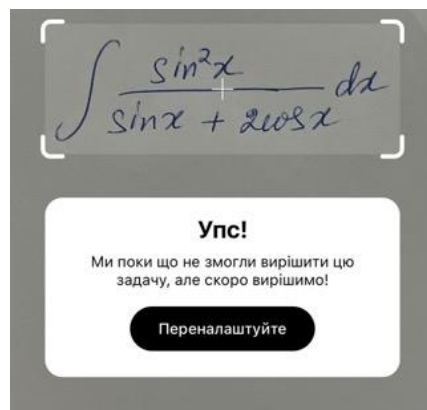 ∫ sin²x / (sinx + 2cosx) dx
Упс!
Ми поки що не змогли вирішити цю
задачу, але скоро вирішимо!
Переналаштуйте